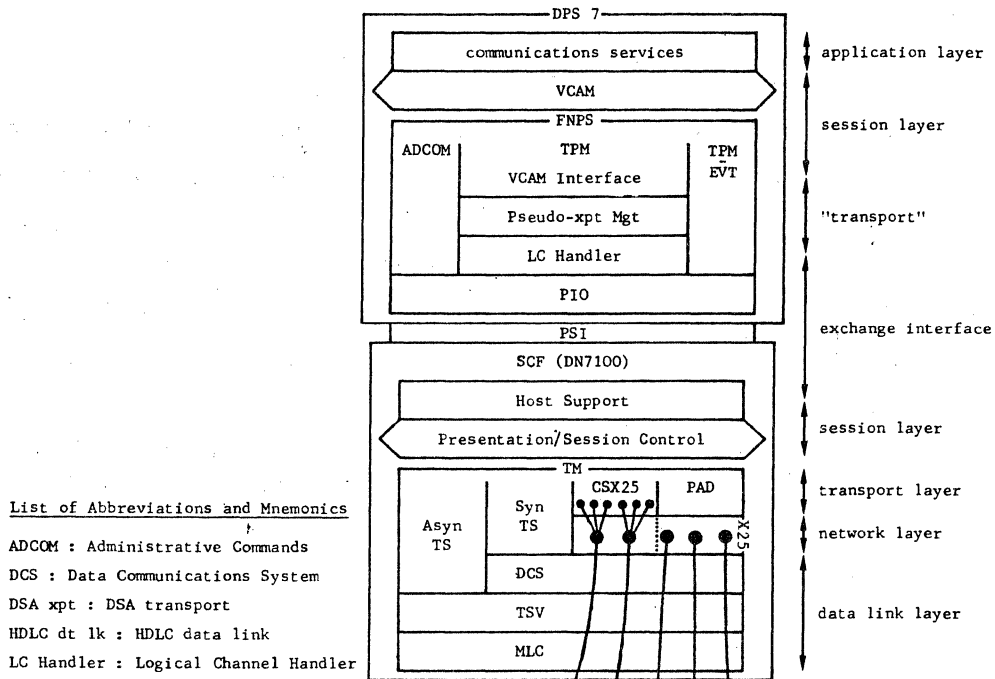 DPS 7
communications services
application layer
VCAM
session layer
FNPS
ADCOM
TPM
VCAM Interface
TPM
EVT
Pseudo-xpt Mgt
"transport"
LC Handler
PIO
exchange interface
PSI
SCF (DN7100)
Host Support
Presentation/Session Control
session layer
TM
Asyn
TS
Syn
TS
CSX25
PAD
X25
transport layer
network layer
DCS
TSV
MLC
data link layer
List of Abbreviations and Mnemonics
ADCOM : Administrative Commands
DCS : Data Communications System
DSA xpt : DSA transport
HDLC dt lk : HDLC data link
LC Handler : Logical Channel Handler